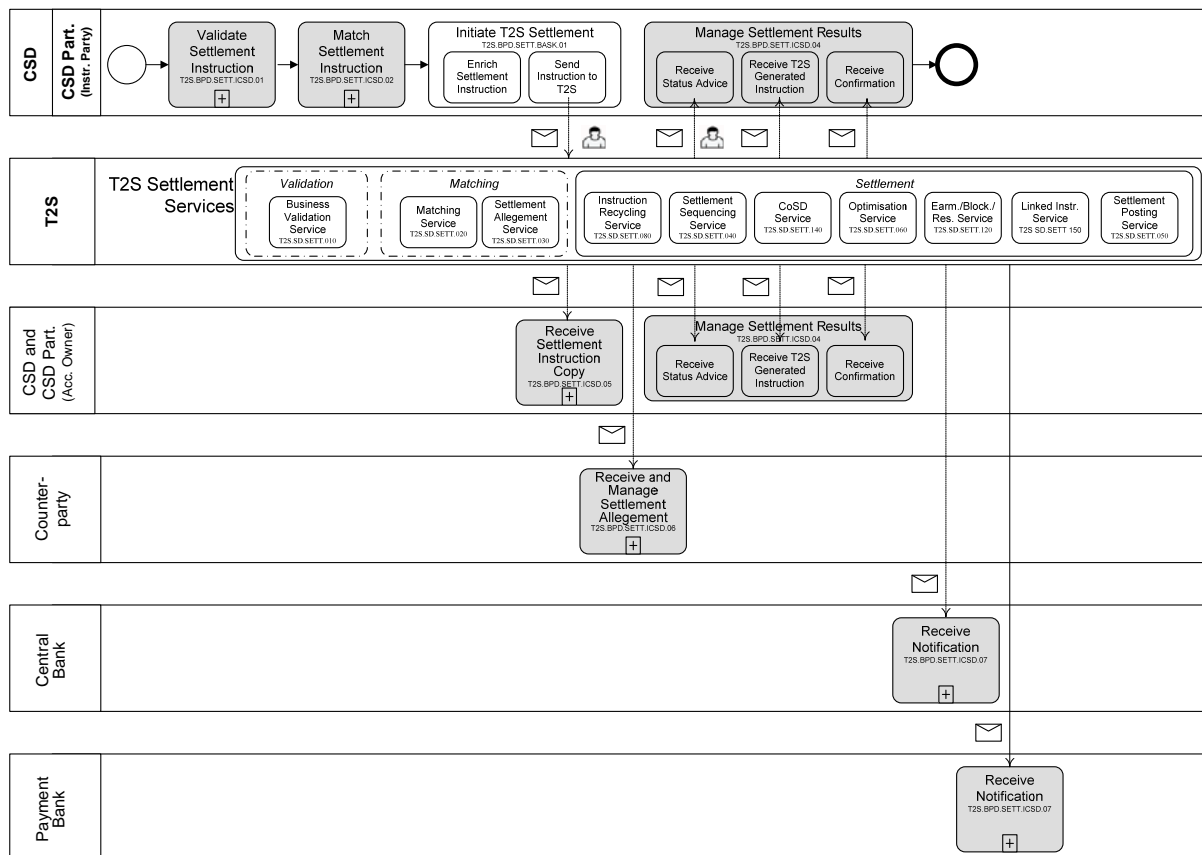 CSD
CSD Part.
(Instr. Party)
Validate
Settlement
Instruction
T2S.BPD.SETT.ICSD.01
+
Match
Settlement
Instruction
T2S.BPD.SETT.ICSD.02
+
Initiate T2S Settlement
T2S.BPD.SETT.BASK.01
Enrich
Settlement
Instruction
Send
Instruction to
T2S
Manage Settlement Results
T2S.BPD.SETT.ICSD.04
Receive
Status Advice
Receive T2S
Generated
Instruction
Receive
Confirmation
T2S
T2S Settlement
Services
Validation
Business
Validation
Service
T2S.SD.SETT.010
Matching
Matching
Service
T2S.SD.SETT.020
Settlement
Allegement
Service
T2S.SD.SETT.030
Settlement
Instruction
Recycling
Service
T2S.SD.SETT.080
Settlement
Sequencing
Service
T2S.SD.SETT.040
CoSD
Service
T2S.SD.SETT.140
Optimisation
Service
T2S.SD.SETT.060
Earm./Block./
Res. Service
T2S.SD.SETT.120
Linked Instr.
Service
T2S SD.SETT 150
Settlement
Posting
Service
T2S.SD.SETT.050
CSD and
CSD Part.
(Acc. Owner)
Receive
Settlement
Instruction
Copy
T2S.BPD.SETT.ICSD.05
+
Manage Settlement Results
T2S.BPD.SETT.ICSD.04
Receive
Status Advice
Receive T2S
Generated
Instruction
Receive
Confirmation
Counter-
party
Receive and
Manage
Settlement
Allegement
T2S.BPD.SETT.ICSD.06
+
Central
Bank
Receive
Notification
T2S.BPD.SETT.ICSD.07
+
Payment
Bank
Receive
Notification
T2S.BPD.SETT.ICSD.07
+